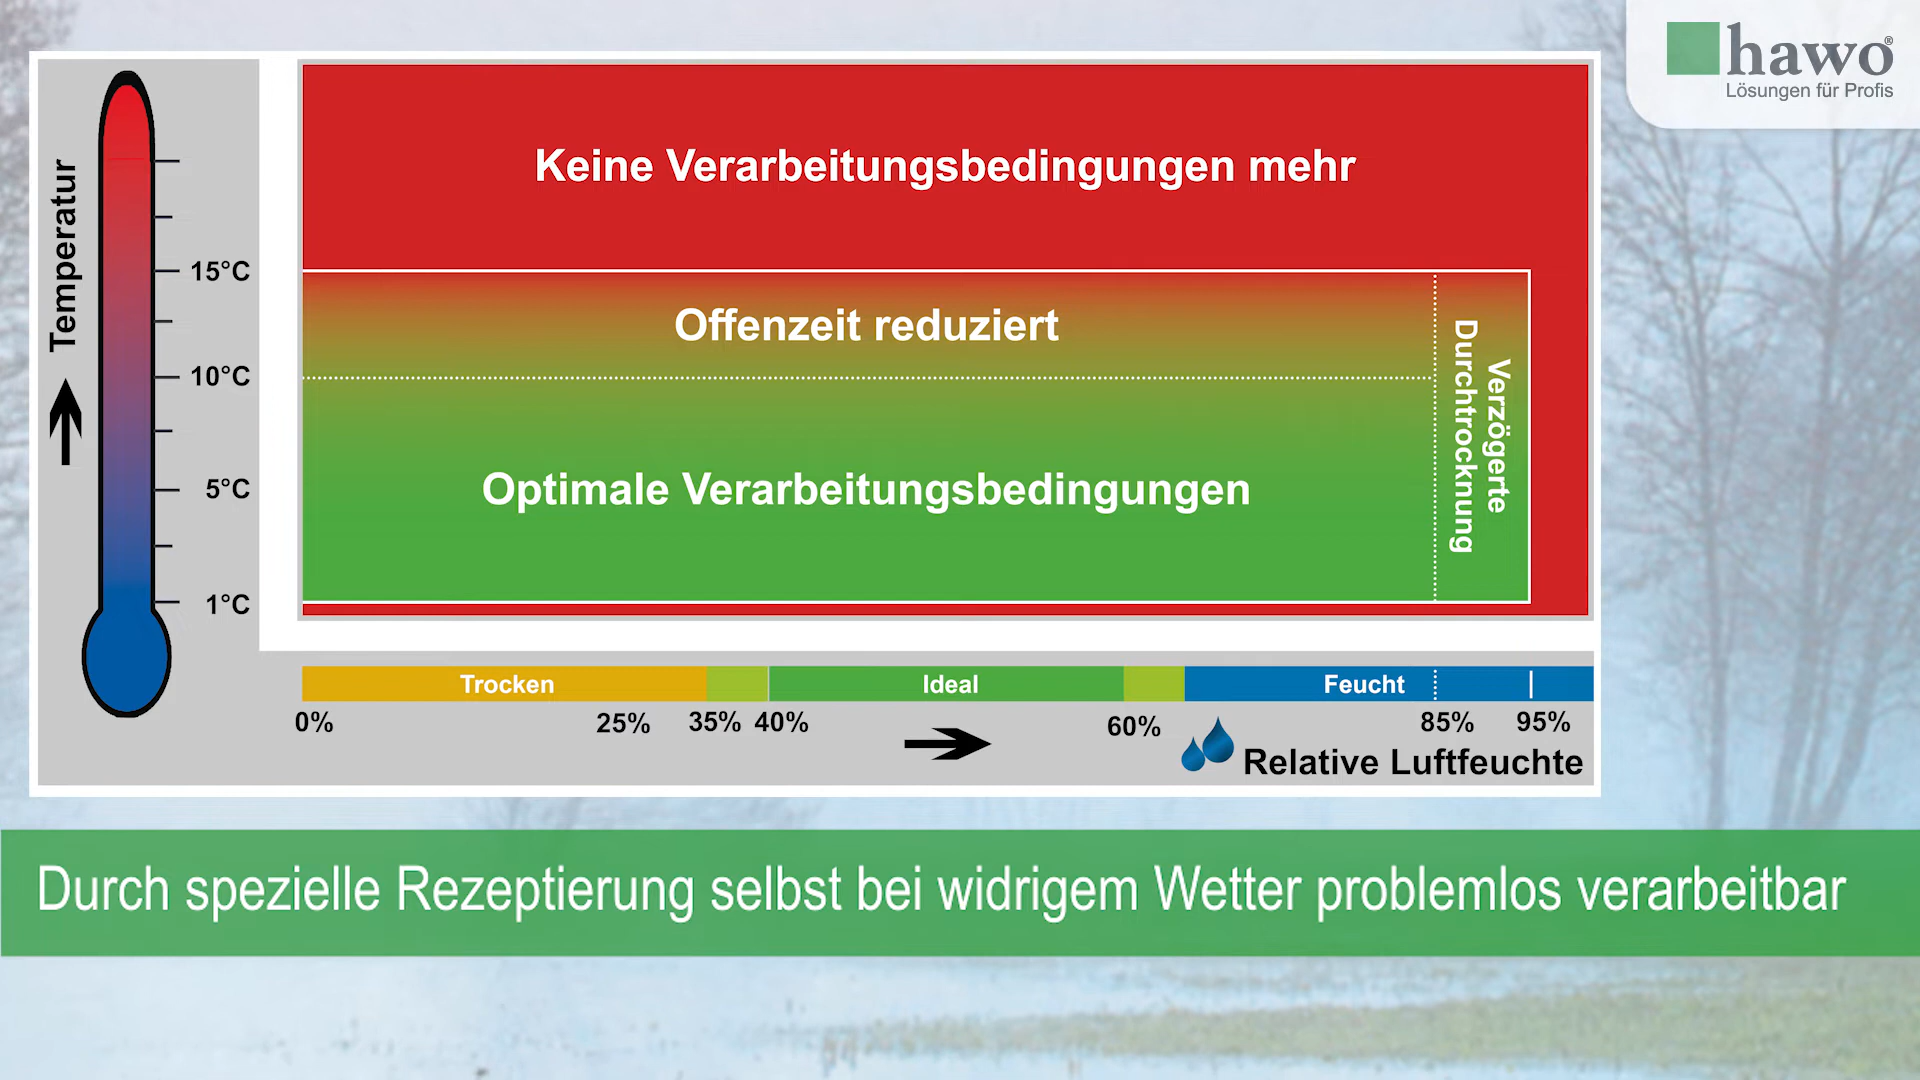 hawo®
Lösungen für Profis
Temperatur
15°C
10°C
5°C
1°C
Keine Verarbeitungsbedingungen mehr
Offenzeit reduziert
Optimale Verarbeitungsbedingungen
Verzögerte
Durchtrocknung
Trocken
Ideal
Feucht
0%
25%
35%
40%
60%
85%
95%
Relative Luftfeuchte
Durch spezielle Rezeptierung selbst bei widrigem Wetter problemlos verarbeitbar